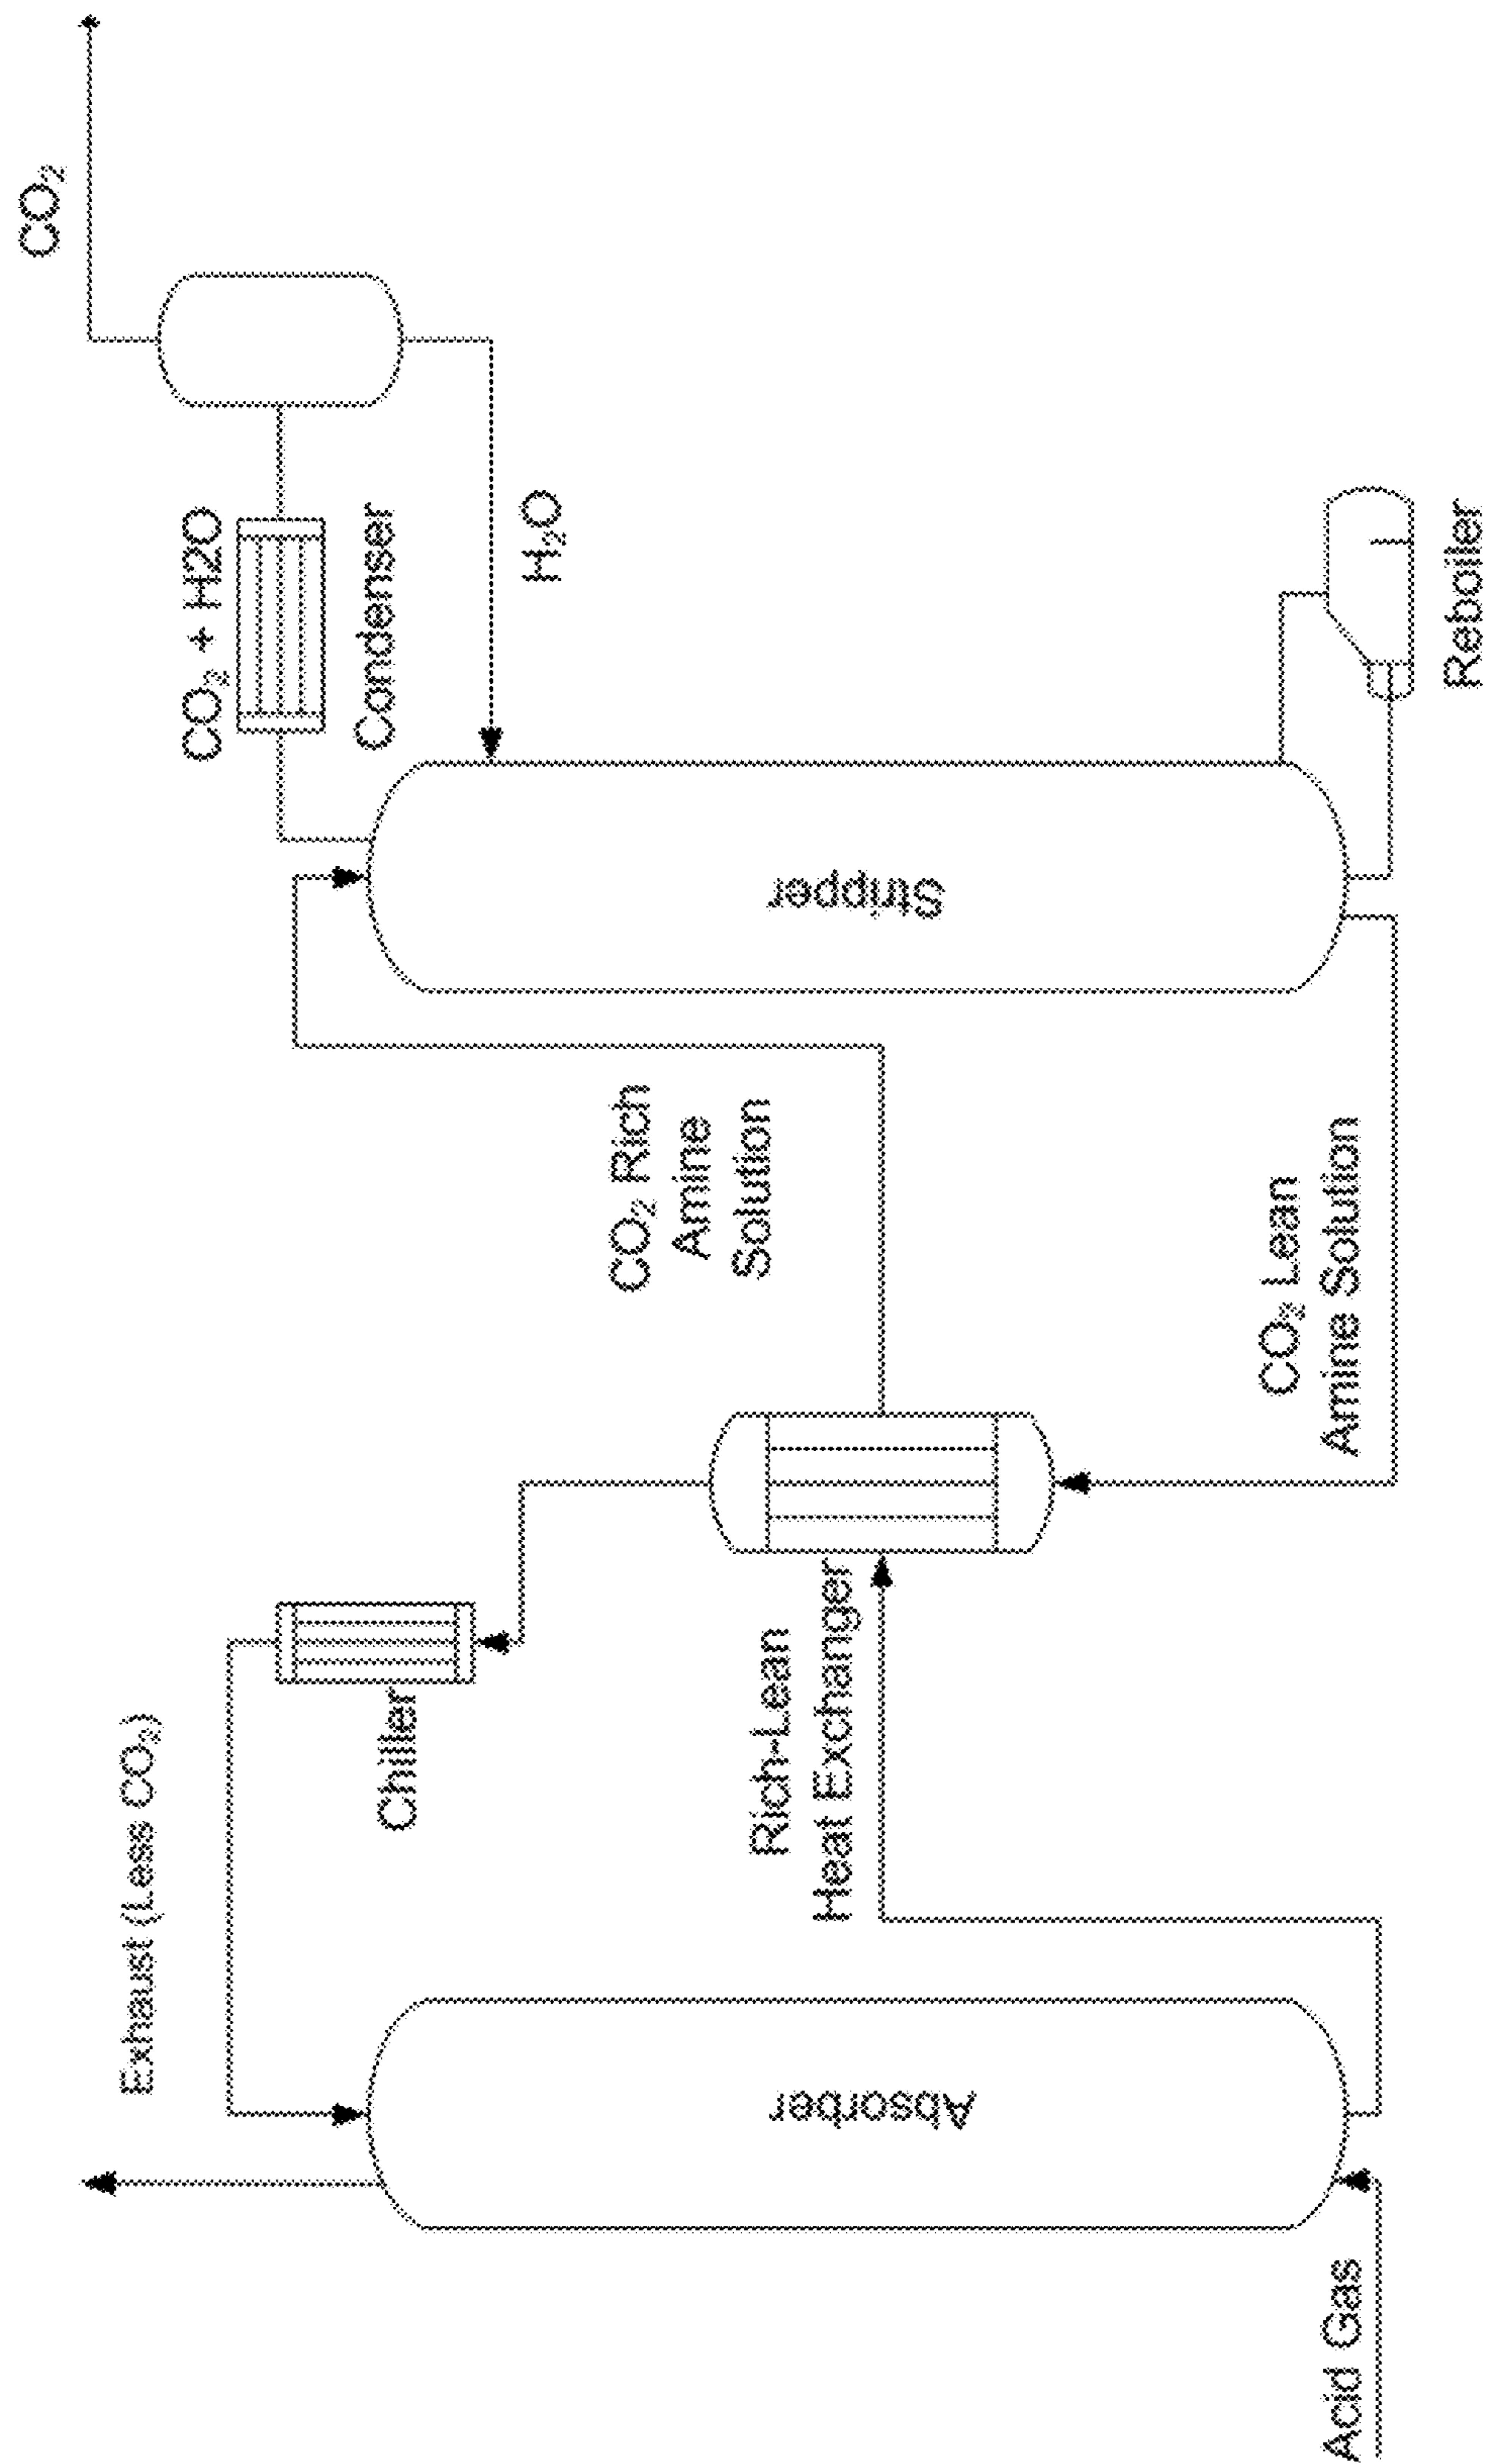 Exhaust (Less CO₂)
Acid Gas
Absorber
Chiller
Rich-Lean
Heat Exchanger
CO₂ Rich
Amine
Solution
CO₂ Lean
Amine Solution
Stripper
CO₂ + H2O
Condenser
H₂O
CO₂
Reboiler